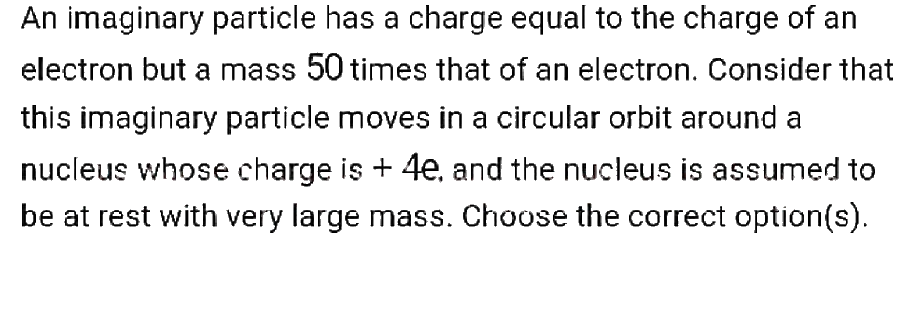 An imaginary particle has a charge equal to the charge of an
electron but a mass 50 times that of an electron. Consider that
this imaginary particle moves in a circular orbit around a
nucleus whose charge is + 4e, and the nucleus is assumed to
be at rest with very large mass. Choose the correct option(s).